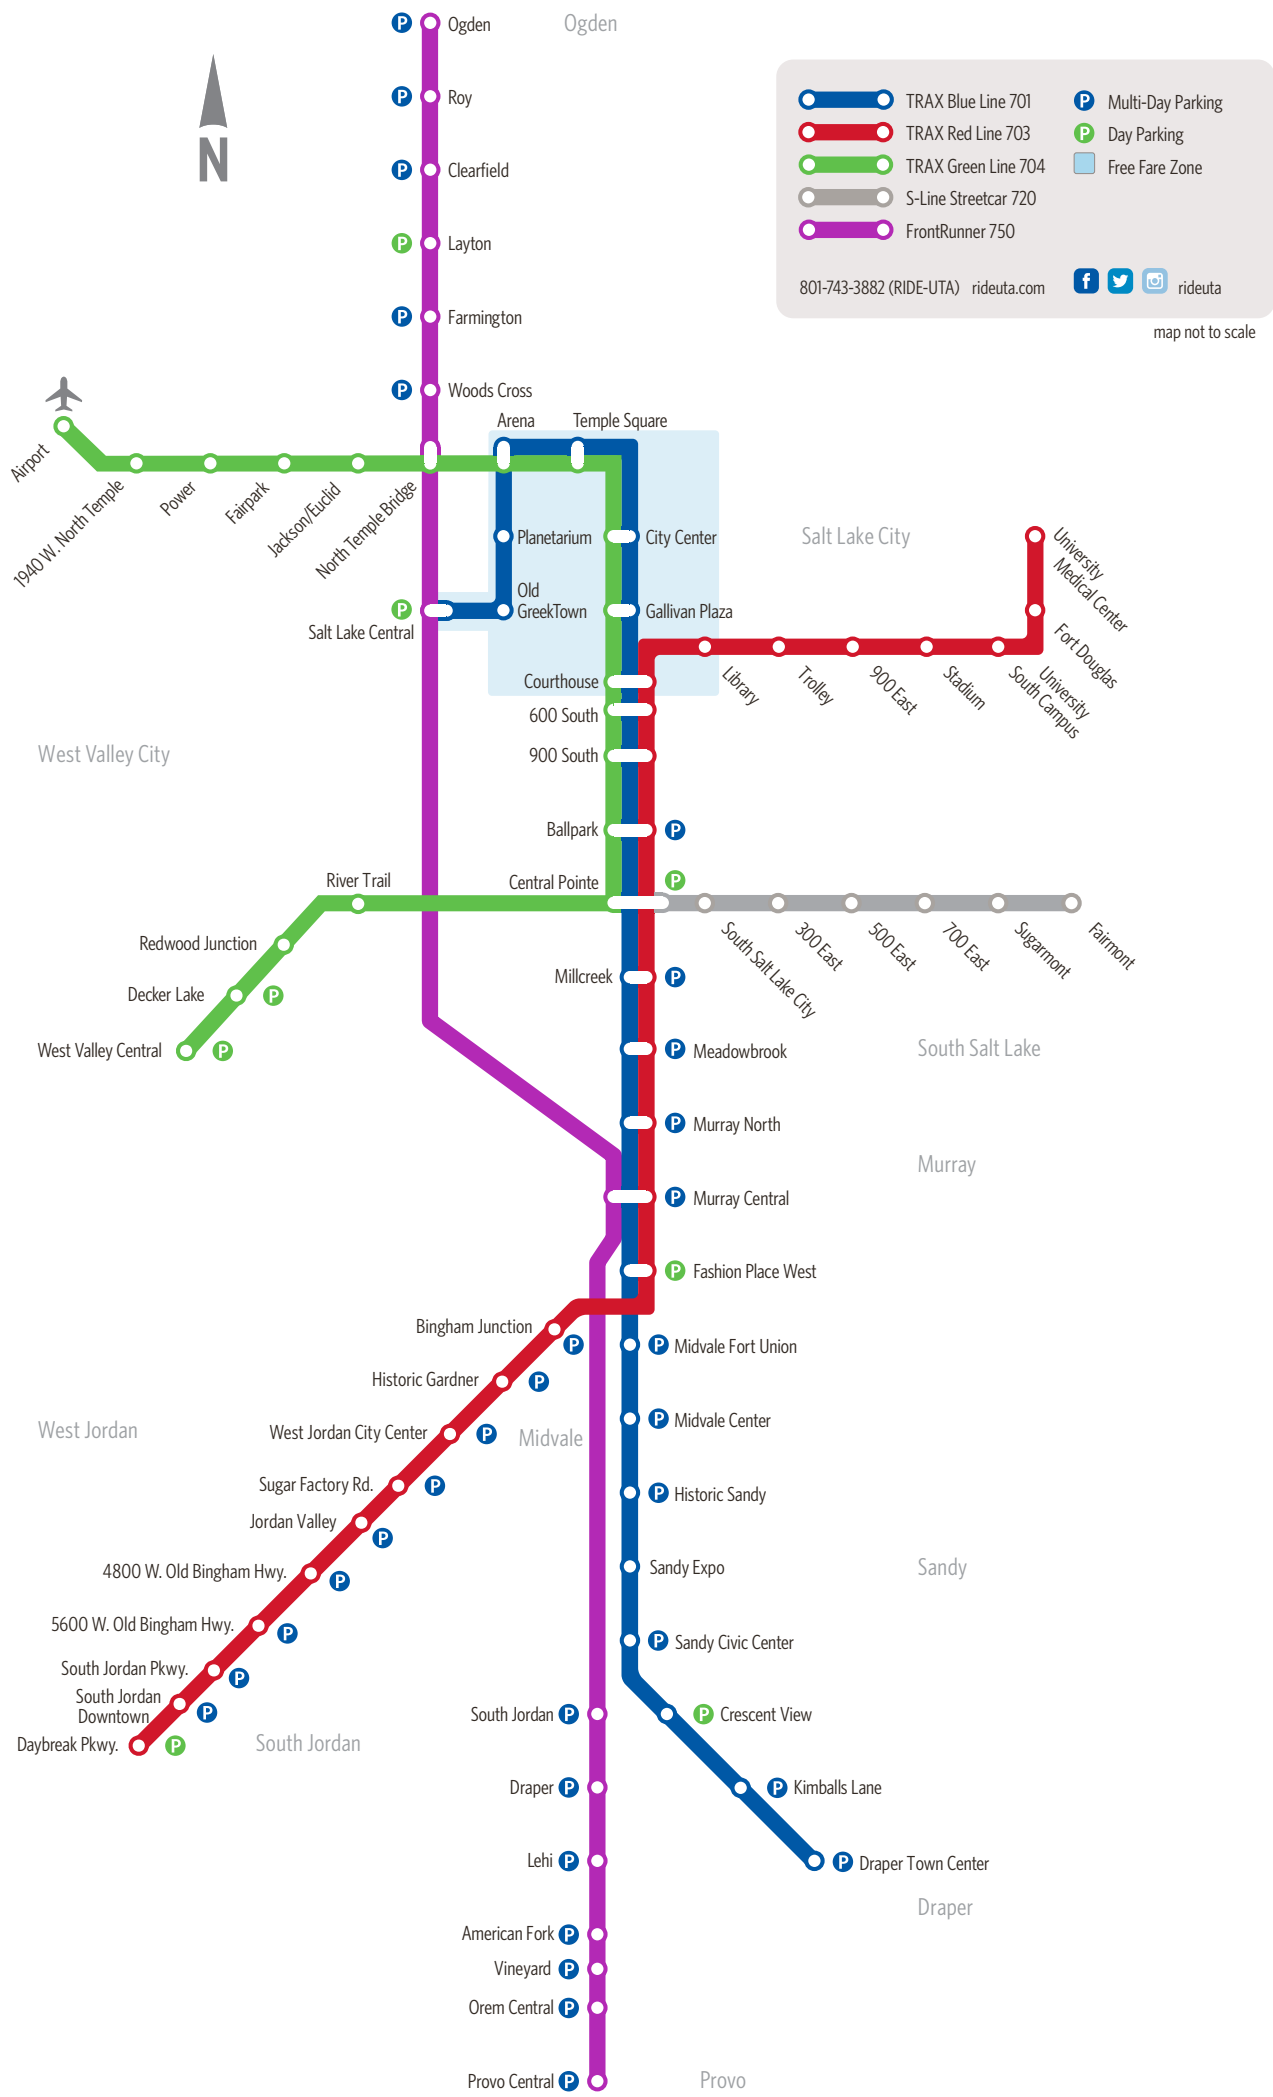 P Ogden
Ogden
N
P Roy
P Clearfield
P Layton
P Farmington
P Woods Cross
TRAX Blue Line 701
TRAX Red Line 703
TRAX Green Line 704
S-Line Streetcar 720
FrontRunner 750
P Multi-Day Parking
P Day Parking
Free Fare Zone
801-743-3882 (RIDE-UTA) rideuta.com
f rideuta
map not to scale
Airport
1940 W. North Temple
Power
Fairpark
Jackson/Euclid
North Temple Bridge
Arena
Temple Square
Planetarium
City Center
Old
GreekTown
Gallivan Plaza
P
Salt Lake Central
Salt Lake City
University
Medical Center
Fort Douglas
University
South Campus
Stadium
900 East
Trolley
Library
Courthouse
600 South
900 South
West Valley City
Ballpark P
Central Pointe P
River Trail
Redwood Junction
Decker Lake P
West Valley Central P
South Salt Lake City
300 East
500 East
700 East
Sugarmont
Fairmont
Millcreek P
P Meadowbrook
South Salt Lake
P Murray North
Murray
P Murray Central
P Fashion Place West
Bingham Junction P
Historic Gardner P
West Jordan City Center P
Sugar Factory Rd. P
Jordan Valley P
4800 W. Old Bingham Hwy. P
5600 W. Old Bingham Hwy. P
South Jordan Pkwy. P
South Jordan
Downtown P
Daybreak Pkwy. P
West Jordan
Midvale
South Jordan
P Midvale Fort Union
P Midvale Center
P Historic Sandy
Sandy Expo
Sandy
P Sandy Civic Center
P Crescent View
P Kimballs Lane
P Draper Town Center
Draper
South Jordan P
Draper P
Lehi P
American Fork P
Vineyard P
Orem Central P
Provo Central P
Provo